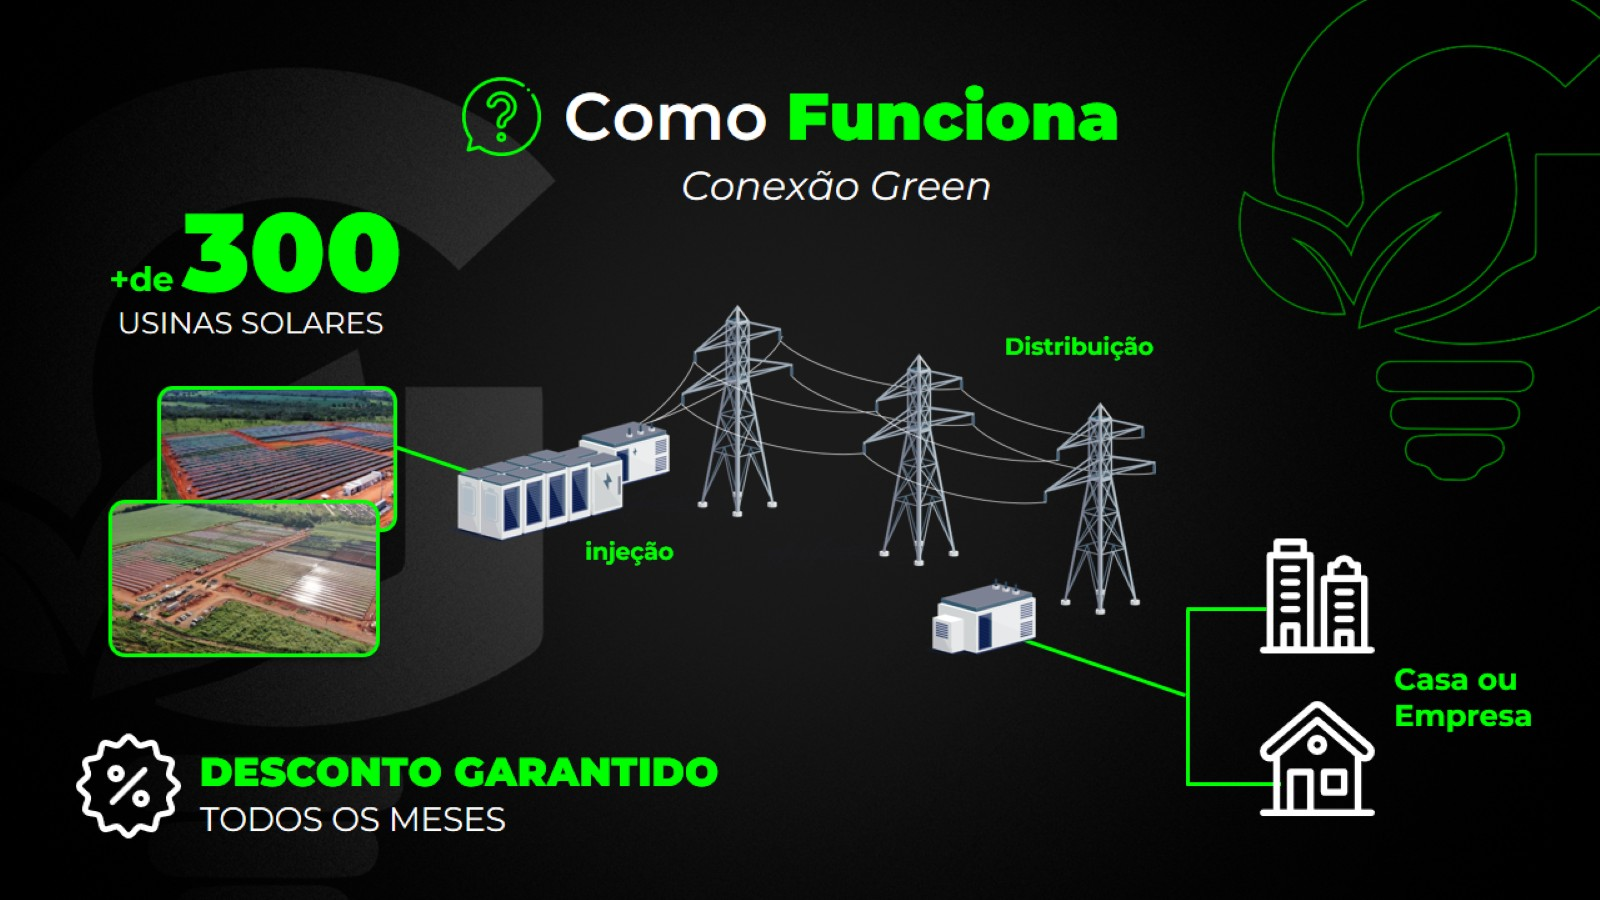 Como Funciona
Conexão Green
+de 300
USINAS SOLARES
Distribuição
injeção
Casa ou
Empresa
DESCONTO GARANTIDO
TODOS OS MESES